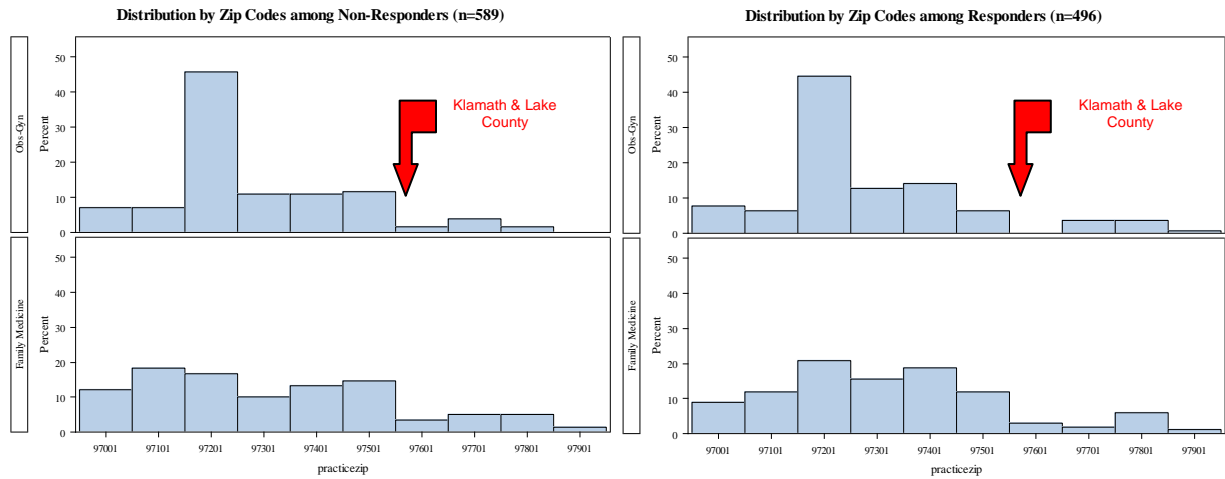 Distribution by Zip Codes among Non-Responders (n=589)
Obs-Gyn
Percent
50
40
30
20
10
0
Klamath & Lake
County
Family Medicine
Percent
50
40
30
20
10
0
97001 97101 97201 97301 97401 97501 97601 97701 97801 97901
practicezip
Distribution by Zip Codes among Responders (n=496)
Obs-Gyn
Percent
50
40
30
20
10
0
Klamath & Lake
County
Family Medicine
Percent
50
40
30
20
10
0
97001 97101 97201 97301 97401 97501 97601 97701 97801 97901
practicezip